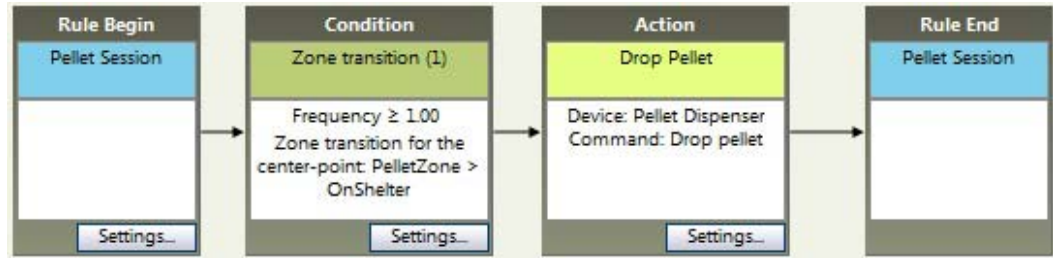 Rule Begin
Pellet Session
Settings...
Condition
Zone transition (1)
Frequency ≥ 1.00
Zone transition for the
center-point: PelletZone >
OnShelter
Settings...
Action
Drop Pellet
Device: Pellet Dispenser
Command: Drop pellet
Settings...
Rule End
Pellet Session